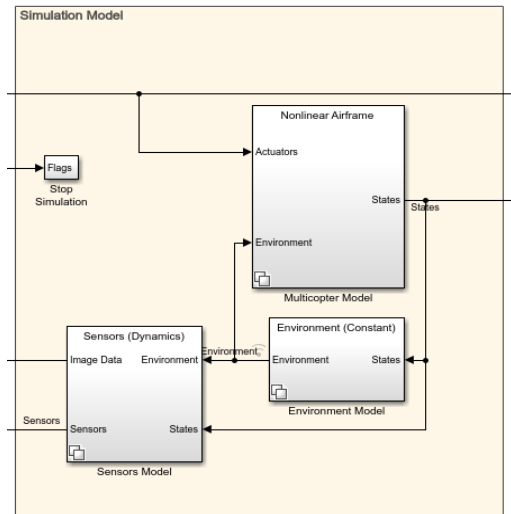 Simulation Model
Nonlinear Airframe
Actuators
Flags
Stop
Simulation
States
States
Environment
Multicopter Model
Sensors (Dynamics)
Environment (Constant)
Image Data
Environment
Environment
Environment
States
Environment Model
Sensors
Sensors
States
Sensors Model